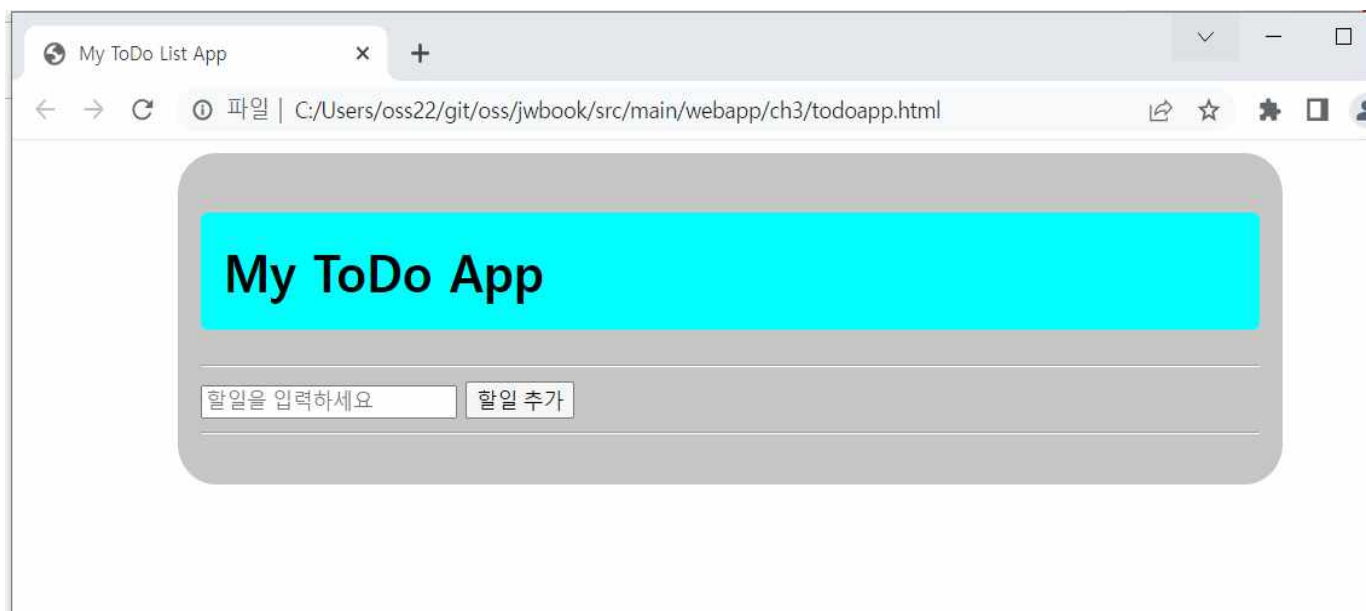 My ToDo List App
파일 | C:/Users/oss22/git/oss/jwbook/src/main/webapp/ch3/todoapp.html
My ToDo App
할일을 입력하세요 할일 추가